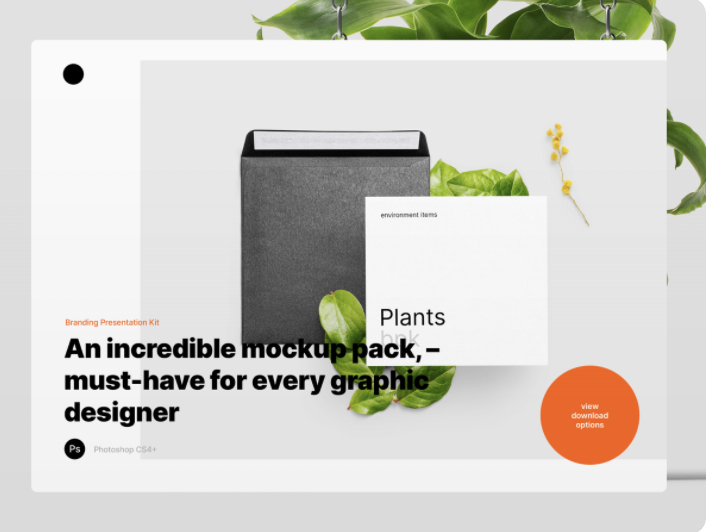 environment items
Plants
Branding Presentation Kit
An incredible mockup pack, –
must-have for every graphic
designer
Ps
Photoshop CS4+
view
download
options